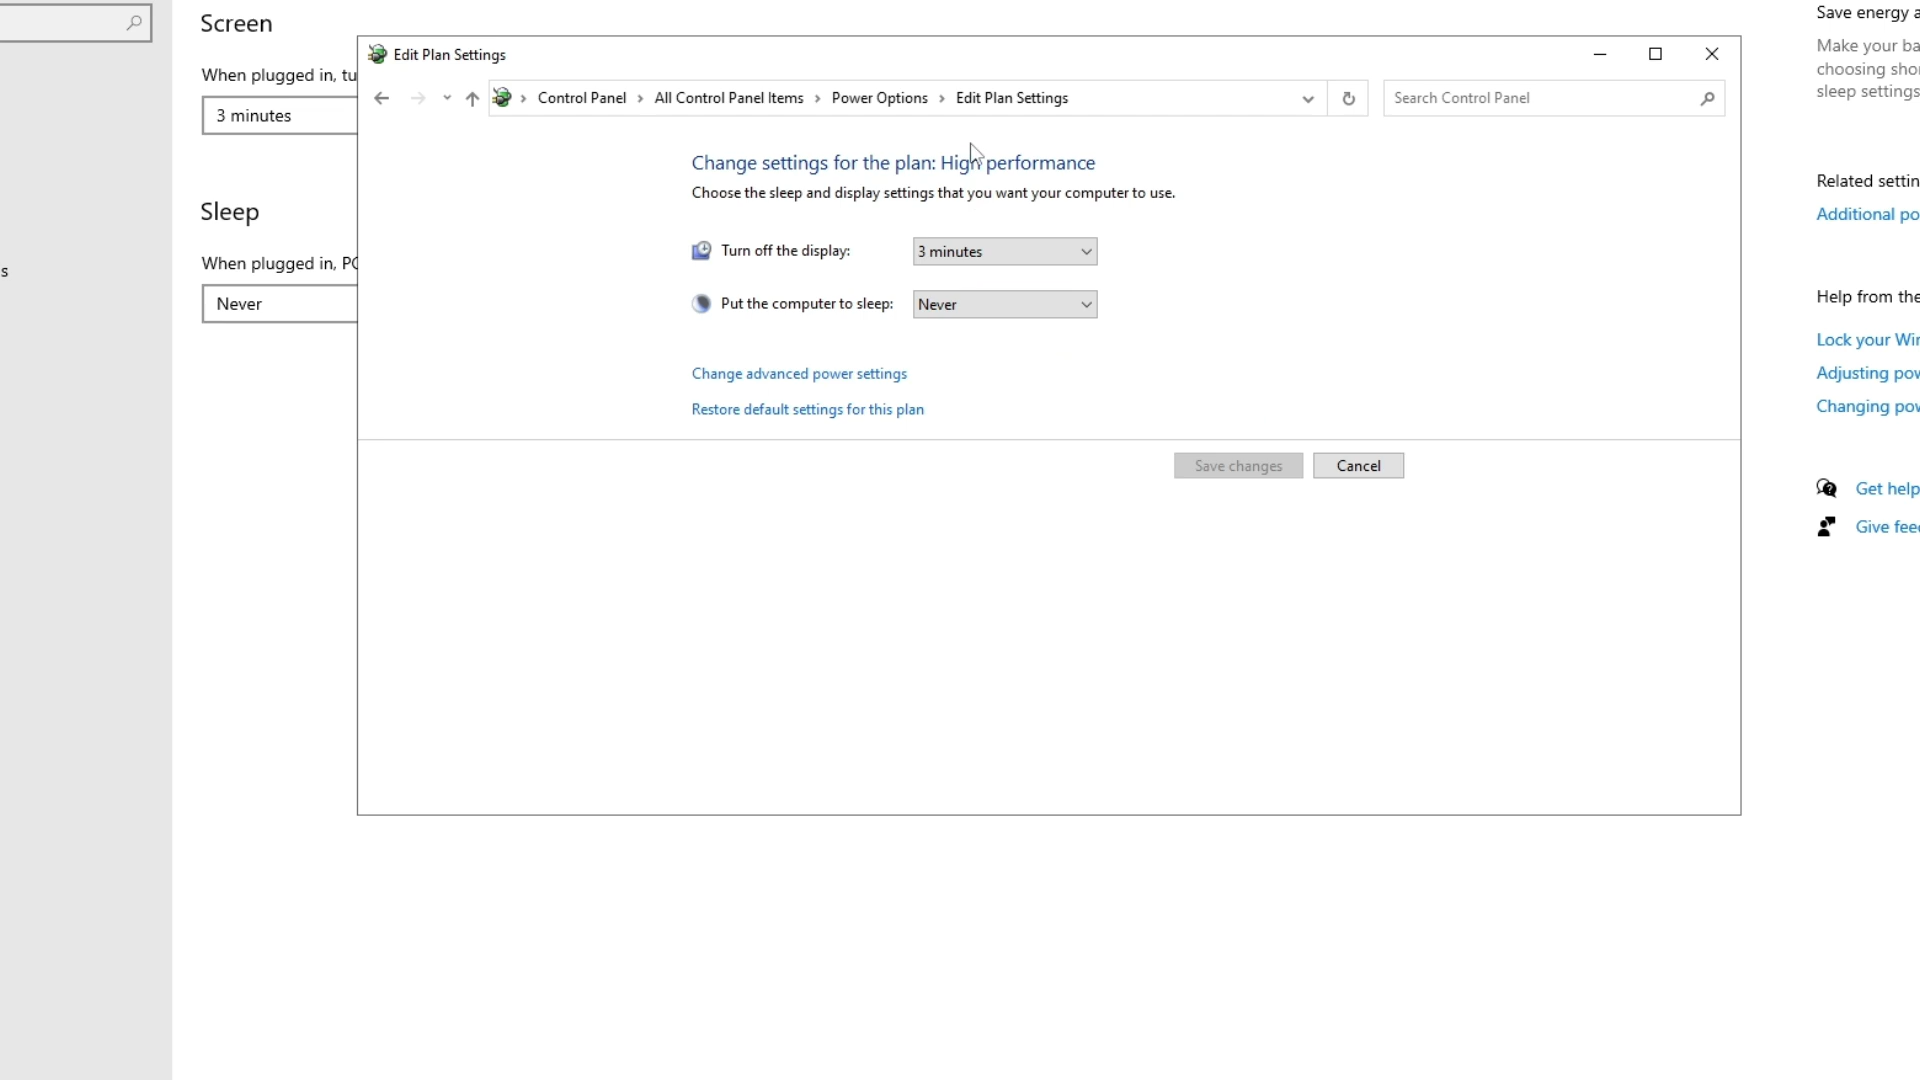 Screen
When plugged in, tu
3 minutes
Sleep
When plugged in, PC
Never
s
Edit Plan Settings
Control Panel > All Control Panel Items > Power Options > Edit Plan Settings
Search Control Panel
Change settings for the plan: High performance
Choose the sleep and display settings that you want your computer to use.
Turn off the display: 3 minutes
Put the computer to sleep: Never
Change advanced power settings
Restore default settings for this plan
Save changes Cancel
Save energy a
Make your ba
choosing shor
sleep settings
Related settin
Additional po
Help from the
Lock your Win
Adjusting pow
Changing pow
Get help
Give feed